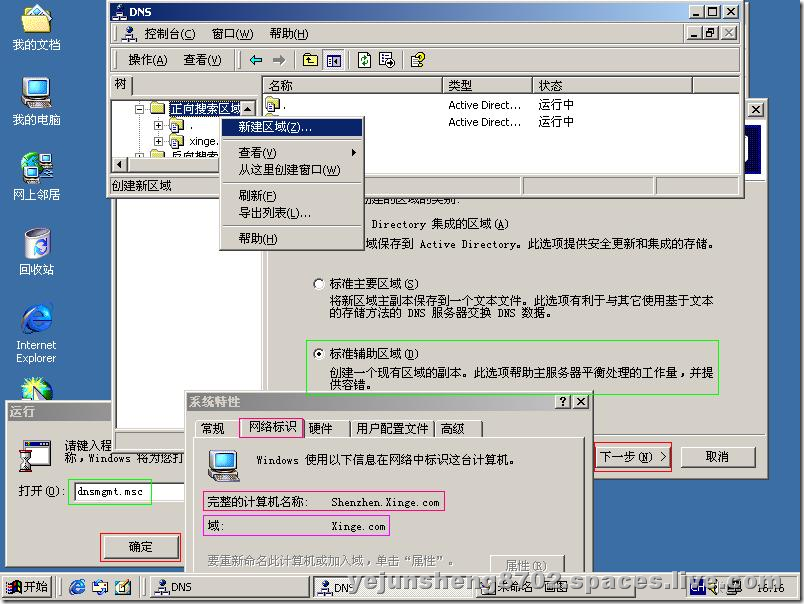 我的文档
我的电脑
网上邻居
回收站
Internet
Explorer
DNS
控制台(C) 窗口(W) 帮助(H)
操作(A) 查看(V)
树
正向搜索区域
xinge.
反向搜索
名称 类型 状态
. Active Direct... 运行中
Active Direct... 运行中
创建新区域
新建区域(Z)...
查看(V)
从这里创建窗口(W)
刷新(F)
导出列表(L)...
帮助(H)
建的区域的类别:
Directory 集成的区域(A)
域保存到 Active Directory。此选项提供安全更新和集成的存储。
标准主要区域(S)
将新区域主副本保存到一个文本文件。此选项有利于与其它使用基于文本
的存储方法的 DNS 服务器交换 DNS 数据。
标准辅助区域(D)
创建一个现有区域的副本。此选项帮助主服务器平衡处理的工作量,并提
供容错。
下一步(N) > 取消
运行
请键入程
称,Windows 将为您打
打开(O): dnsmgmt.msc
确定
系统特性
常规 网络标识 硬件 用户配置文件 高级
Windows 使用以下信息在网络中标识这台计算机。
完整的计算机名称: Shenzhen.Xinge.com
域: Xinge.com
要重新命名此计算机或加入域,单击“属性”。
属性(R)
开始 DNS DNS 未命名 - 画图 CH 16:16
yejunsheng8702.spaces.live.com